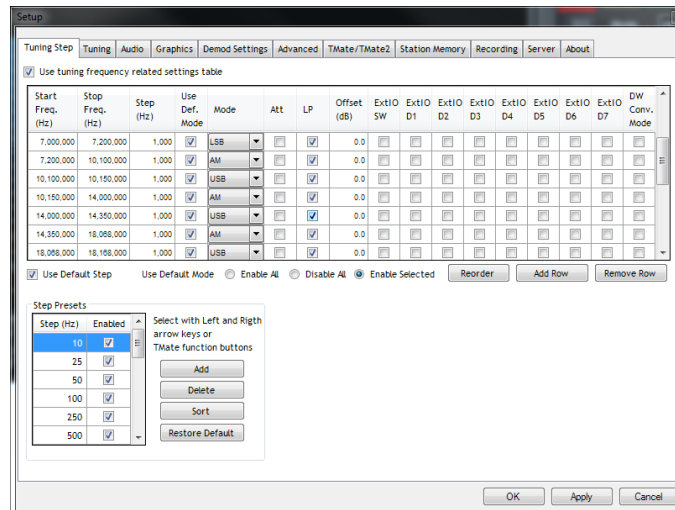 Setup
Tuning Step Tuning Audio Graphics Demod Settings Advanced TMate/TMate2 Station Memory Recording Server About
Use tuning frequency related settings table
Start Freq. (Hz) Stop Freq. (Hz) Step (Hz) Use Def. Mode Mode Att LP Offset (dB) ExtIO SW ExtIO D1 ExtIO D2 ExtIO D3 ExtIO D4 ExtIO D5 ExtIO D6 ExtIO D7 DW Conv. Mode
7,000,000 7,200,000 1,000 LSB 0.0
7,200,000 10,100,000 1,000 AM 0.0
10,100,000 10,150,000 1,000 USB 0.0
10,150,000 14,000,000 1,000 AM 0.0
14,000,000 14,350,000 1,000 USB 0.0
14,350,000 18,068,000 1,000 AM 0.0
18,068,000 18,168,000 1,000 USB 0.0
Use Default Step Use Default Mode Enable All Disable All Enable Selected Reorder Add Row Remove Row
Step Presets
Step (Hz) Enabled
10
25
50
100
250
500
Select with Left and Rigth
arrow keys or
TMate function buttons
Add
Delete
Sort
Restore Default
OK Apply Cancel